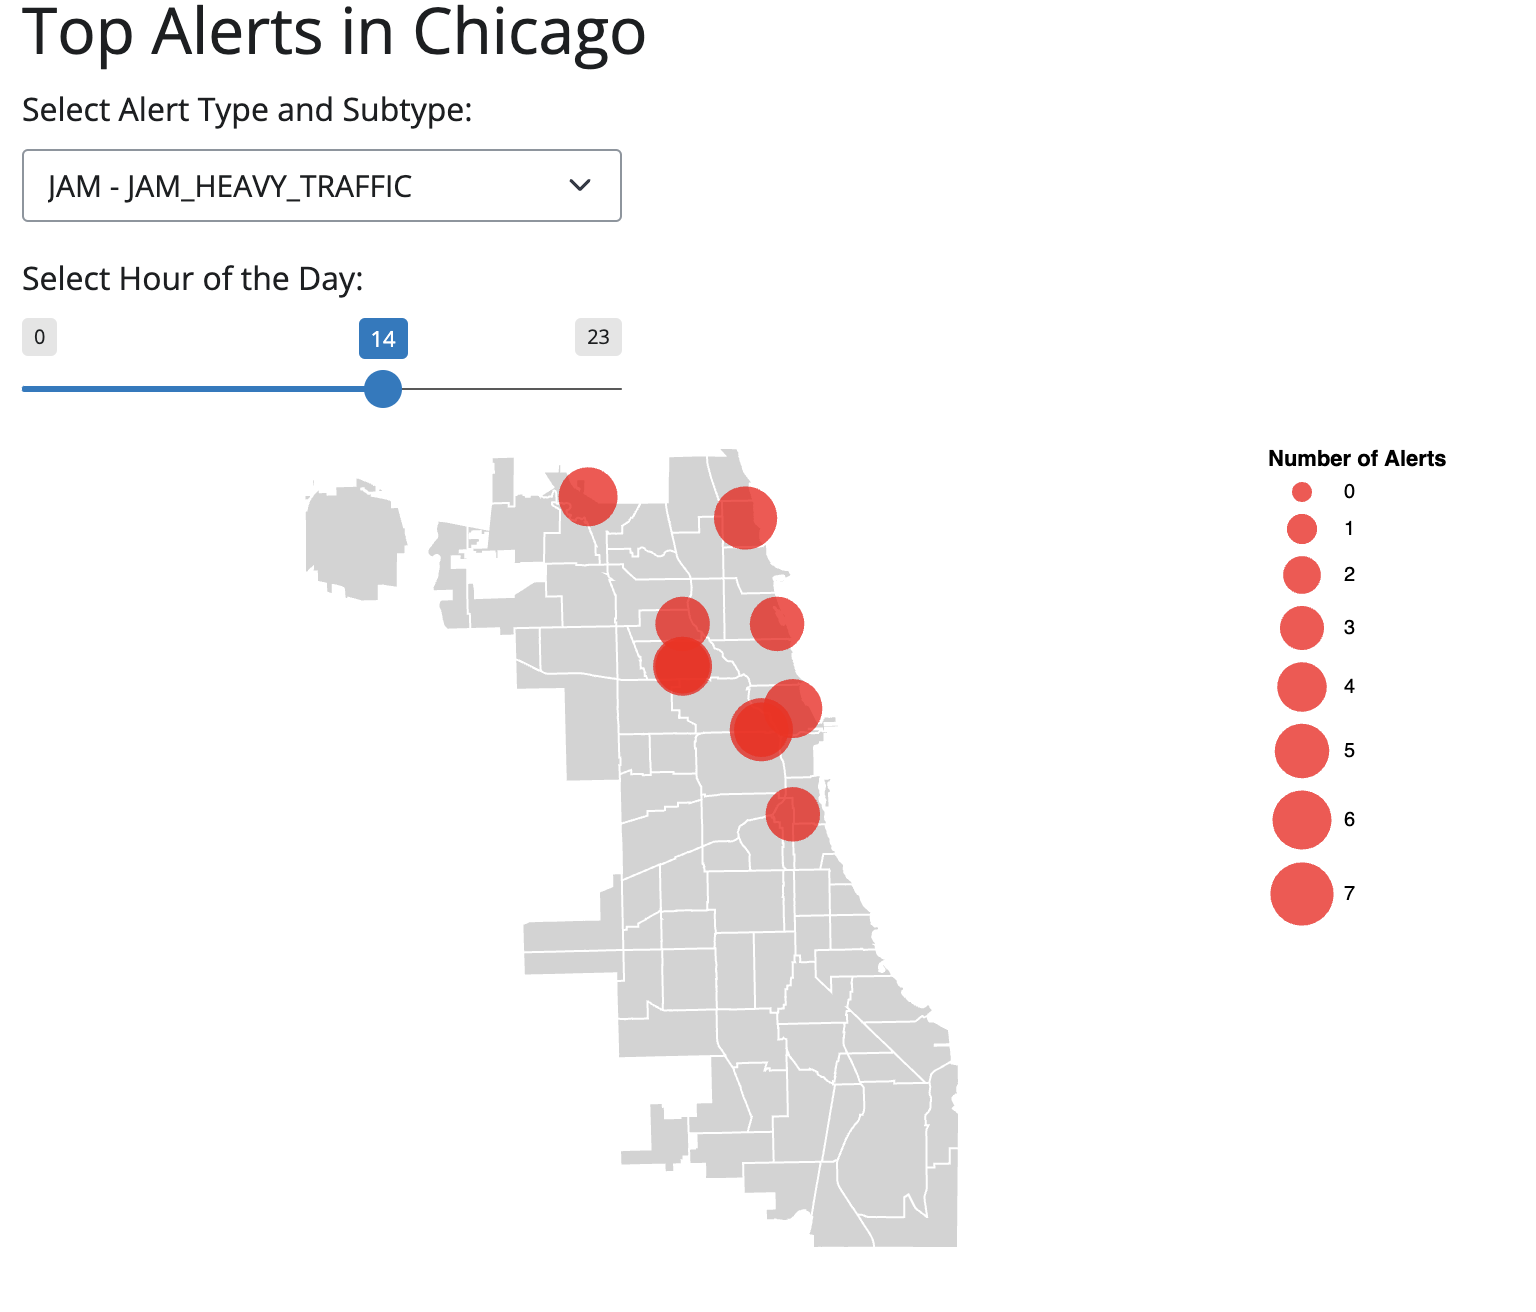 Top Alerts in Chicago
Select Alert Type and Subtype:
JAM - JAM_HEAVY_TRAFFIC
Select Hour of the Day:
0 14 23
Number of Alerts
0
1
2
3
4
5
6
7